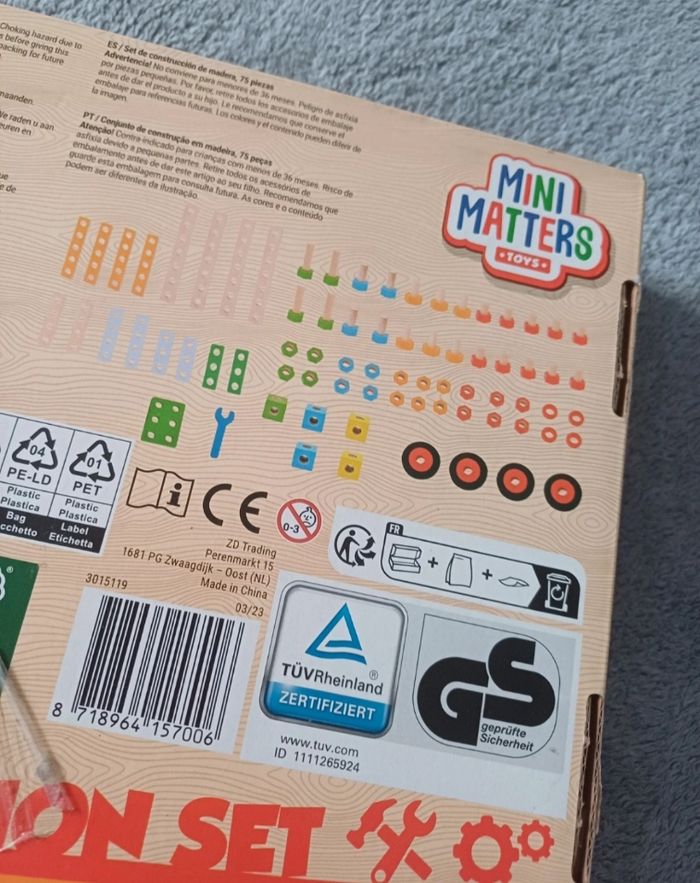 Choking hazard due to
before giving this
packing for future
naanden.
We raden u aan
ES / Set de construcción de madera, 75 piezas
Advertencia! No conviene para menores de 36 meses. Peligro de asfixia
por piezas pequeñas. Por favor, retire todos los accesorios de embalaje
antes de dar el producto a su hijo. Le recomendamos que conserve el
embalaje para referencias futuras. Los colores y el contenido pueden diferir de
la imagen.
PT / Conjunto de construção em madeira, 75 peças
Atenção! Contra-indicado para crianças com menos de 36 meses. Risco de
asfixia devido a pequenas partes. Retire todos os acessórios de
embalamento antes de dar este artigo ao seu filho. Recomendamos que
guarde esta embalagem para consulta futura. As cores e o conteúdo
podem ser diferentes da ilustração.
MINI
MATTERS
TOYS
04
PE-LD
Plastic
Plastica
Bag
cchetto
01
PET
Plastic
Plastica
Label
Etichetta
i
CE
0-3
FR
+ +
ZD Trading
Perenmarkt 15
1681 PG Zwaagdijk – Oost (NL)
Made in China
03/23
3015119
8 718964 157006
TÜVRheinland®
ZERTIFIZIERT
www.tuv.com
ID 1111265924
GS
geprüfte
Sicherheit
®
ION SET